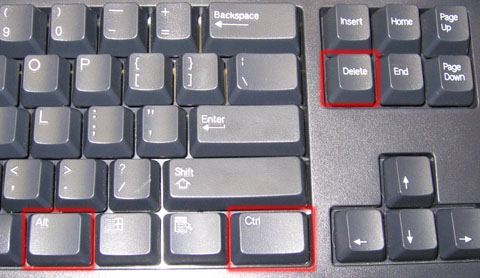 ( ) _ + Backspace
9 0 - =
Insert Home Page Up
O P { } |
[ ] \
Delete End Page Down
L : " Enter
; '
< > ? Shift
, . /
Alt Ctrl